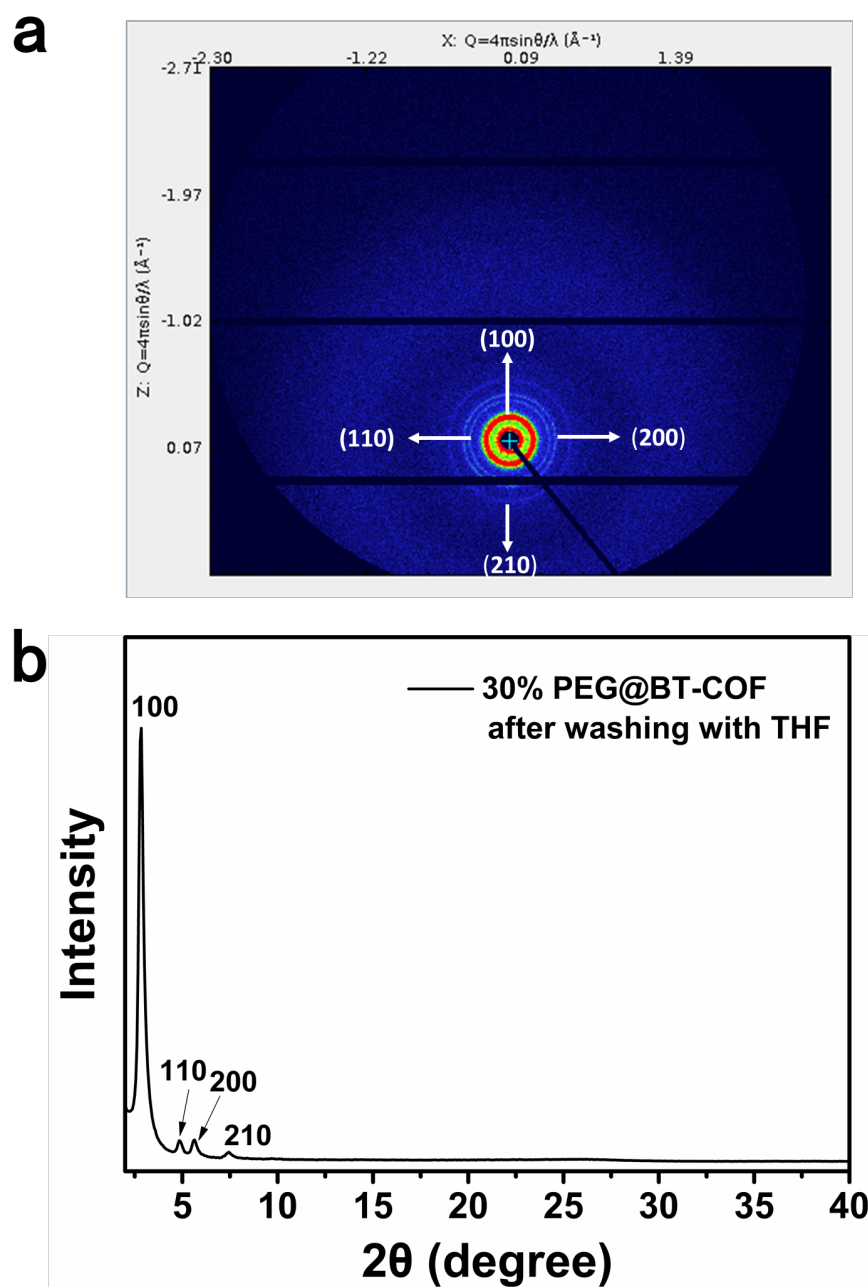 a
X: Q=4πsinθ/λ (Å⁻¹)
-2.30 -1.22 0.09 1.39
-2.71
-1.97
-1.02
0.07
Z: Q=4πsinθ/λ (Å⁻¹)
(100)
(110)
(200)
(210)
b
100
30% PEG@BT-COF
after washing with THF
110
200
210
Intensity
5 10 15 20 25 30 35 40
2θ (degree)